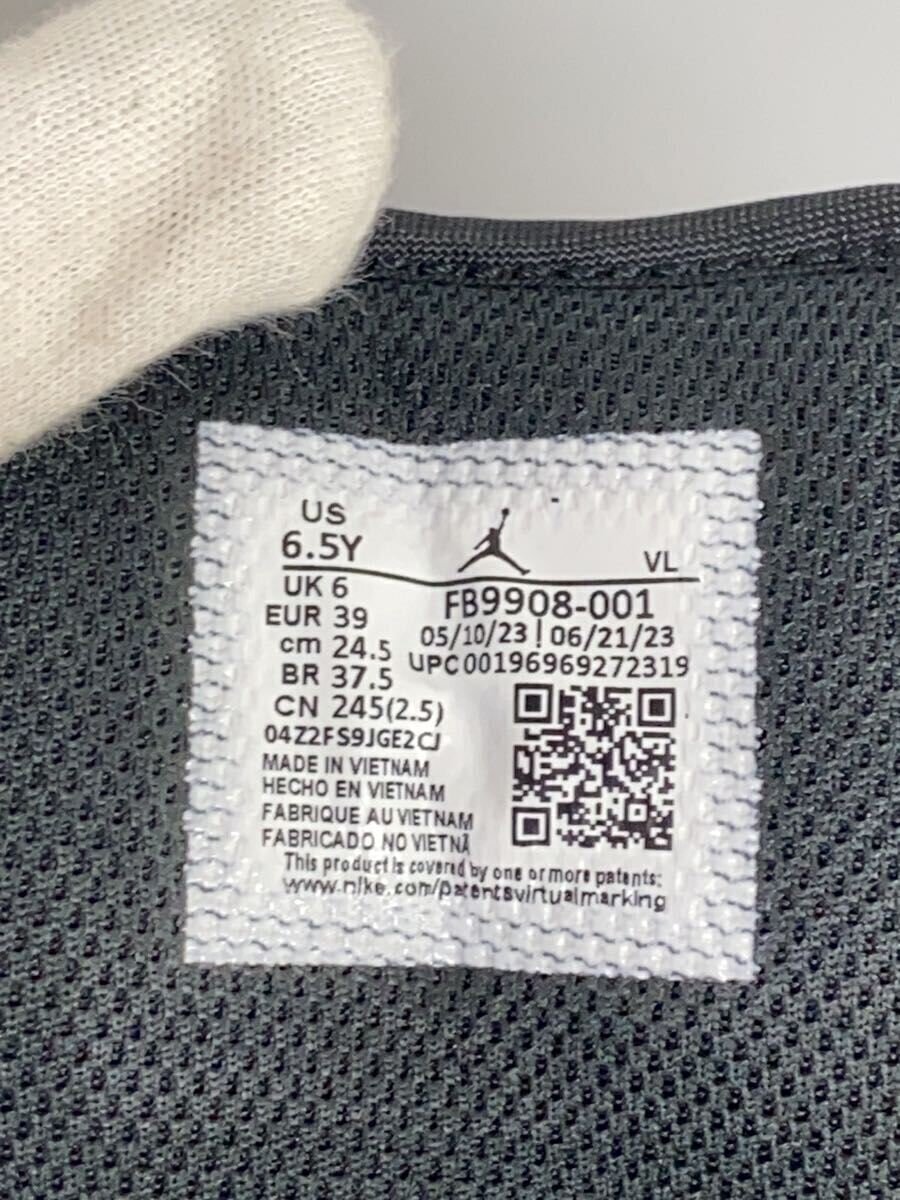 US
6.5Y
VL
UK 6
EUR 39
cm 24.5
BR 37.5
CN 245(2.5)
FB9908-001
05/10/23 | 06/21/23
UPC 00196969272319
04Z2FS9JGE2CJ
MADE IN VIETNAM
HECHO EN VIETNAM
FABRIQUE AU VIETNAM
FABRICADO NO VIETNÃ
This product is covered by one or more patents:
www.nike.com/patentsvirtualmarking